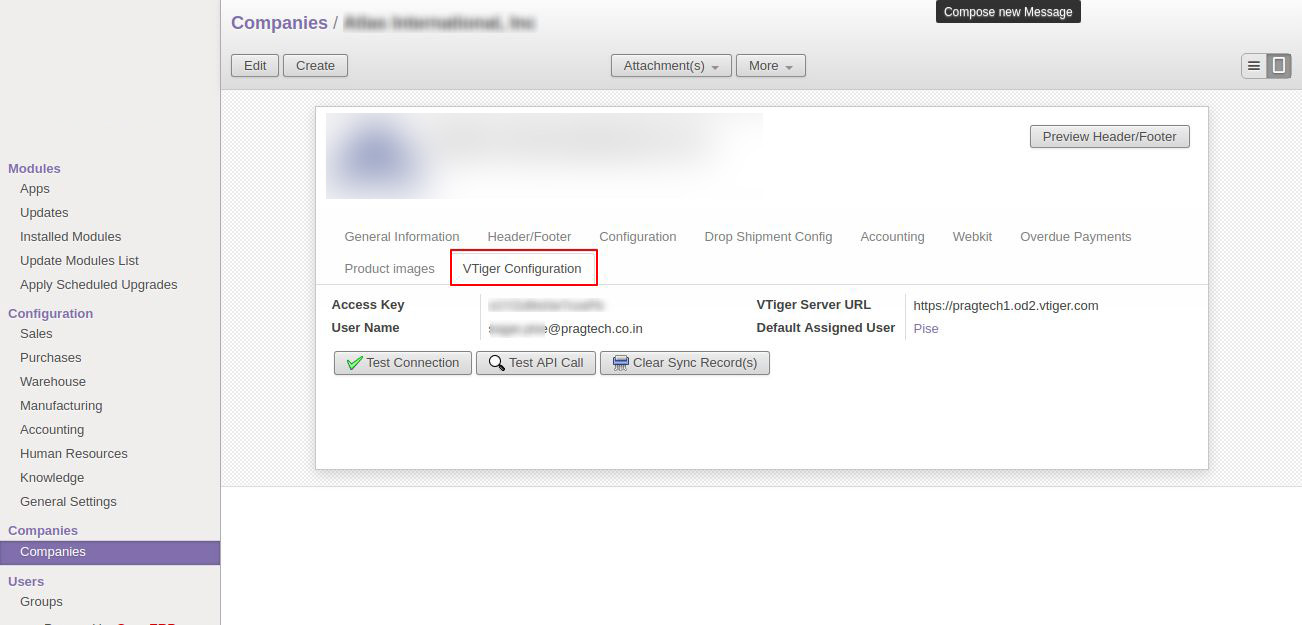 Compose new Message
Companies /
Edit Create Attachment(s) More
Preview Header/Footer
Modules
Apps
Updates
Installed Modules
Update Modules List
Apply Scheduled Upgrades
Configuration
Sales
Purchases
Warehouse
Manufacturing
Accounting
Human Resources
Knowledge
General Settings
Companies
Companies
Users
Groups
General Information Header/Footer Configuration Drop Shipment Config Accounting Webkit Overdue Payments
Product images VTiger Configuration
Access Key VTiger Server URL https://pragtech1.od2.vtiger.com
User Name e@pragtech.co.in Default Assigned User Pise
Test Connection Test API Call Clear Sync Record(s)